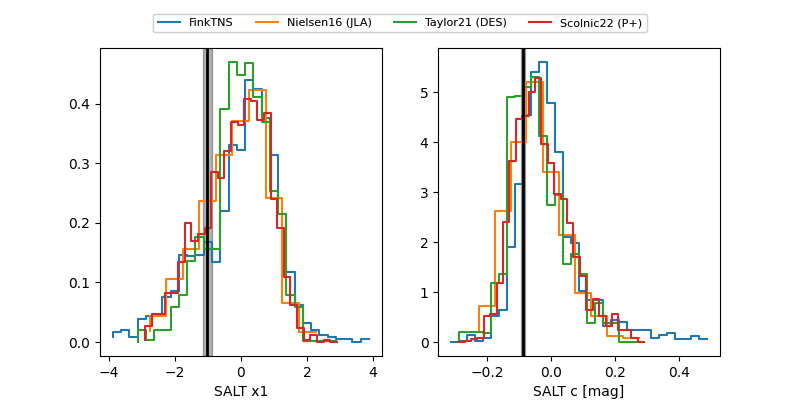 FinkTNS Nielsen16 (JLA) Taylor21 (DES) Scolnic22 (P+)
0.4
0.3
0.2
0.1
0.0
−4 −2 0 2 4
SALT x1
5
4
3
2
1
0
−0.2 0.0 0.2 0.4
SALT c [mag]